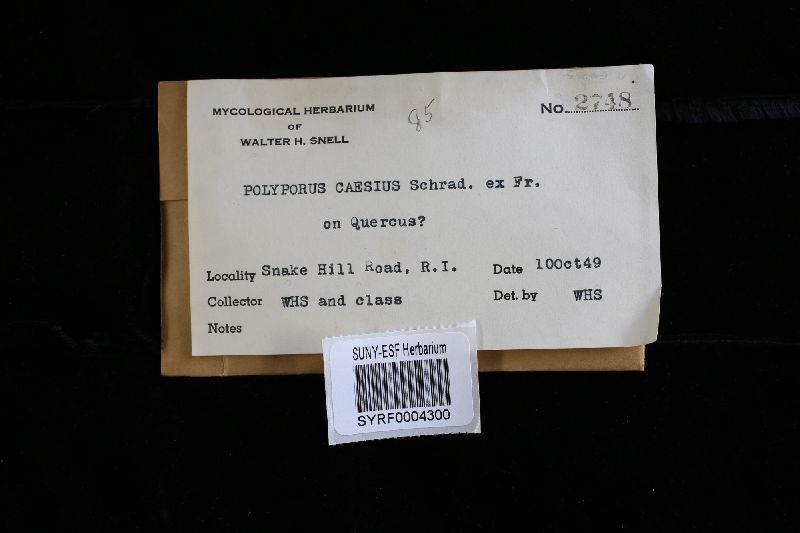 MYCOLOGICAL HERBARIUM
OF
WALTER H. SNELL
85
No. 2748
POLYPORUS CAESIUS Schrad. ex Fr.
on Quercus?
Locality Snake Hill Road, R.I.
Date 10Oct49
Collector WHS and class
Det. by WHS
Notes
SUNY-ESF Herbarium
SYRF0004300